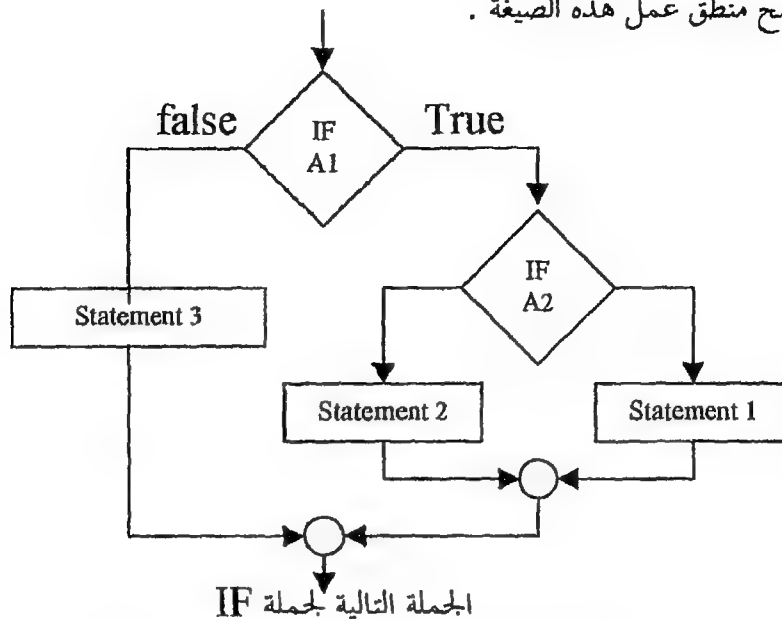 منطق عمل هذه الصيغة .
false
True
IF
A1
IF
A2
Statement 3
Statement 2
Statement 1
الجملة التالية لجملة IF